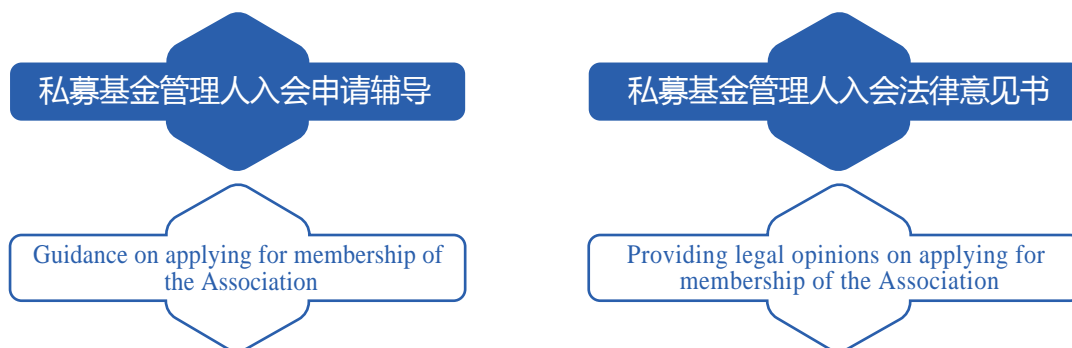 私募基金管理人入会申请辅导
私募基金管理人入会法律意见书
Guidance on applying for membership of
the Association
Providing legal opinions on applying for
membership of the Association